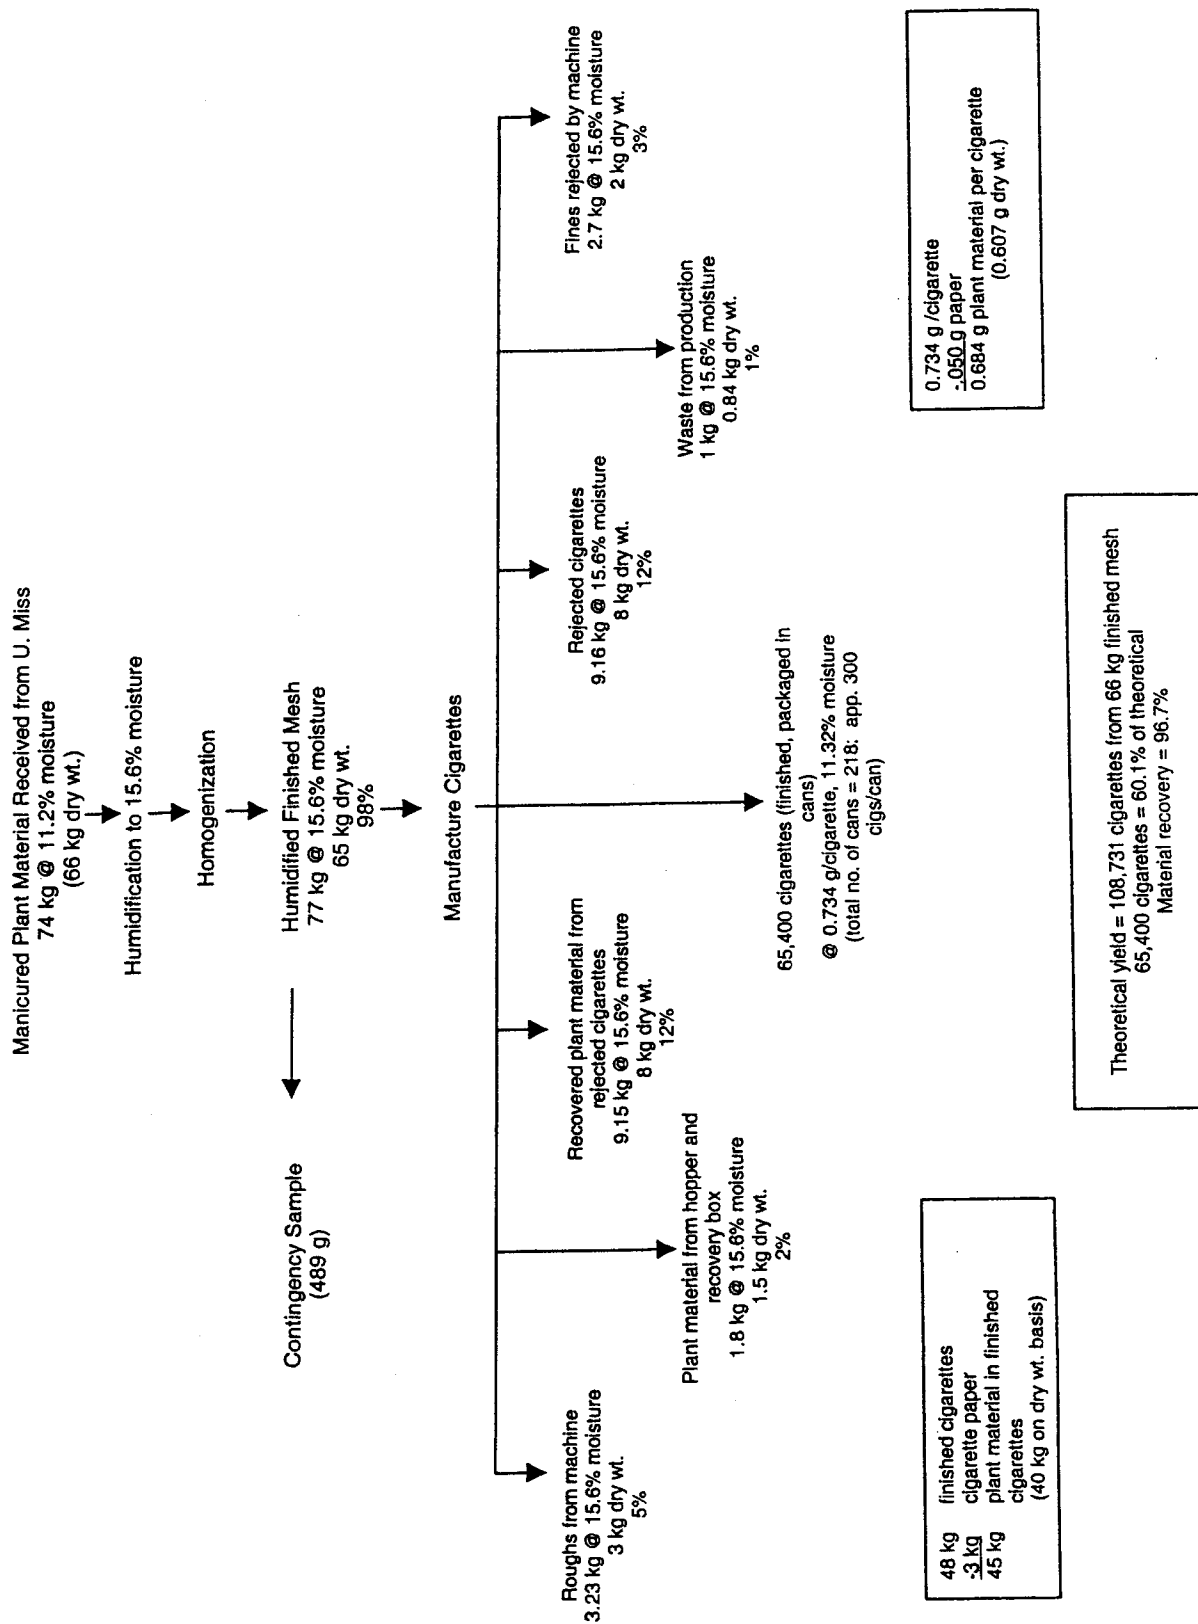 Manicured Plant Material Received from U. Miss
74 kg @ 11.2% moisture
(66 kg dry wt.)
Humidification to 15.6% moisture
Homogenization
Contingency Sample
(489 g)
Humidified Finished Mesh
77 kg @ 15.6% moisture
65 kg dry wt.
98%
Manufacture Cigarettes
Roughs from machine
3.23 kg @ 15.6% moisture
3 kg dry wt.
5%
Plant material from hopper and
recovery box
1.8 kg @ 15.6% moisture
1.5 kg dry wt.
2%
Recovered plant material from
rejected cigarettes
9.15 kg @ 15.6% moisture
8 kg dry wt.
12%
65,400 cigarettes (finished, packaged in
cans)
@ 0.734 g/cigarette, 11.32% moisture
(total no. of cans = 218: app. 300
cigs/can)
Rejected cigarettes
9.16 kg @ 15.6% moisture
8 kg dry wt.
12%
Waste from production
1 kg @ 15.6% moisture
0.84 kg dry wt.
1%
Fines rejected by machine
2.7 kg @ 15.6% moisture
2 kg dry wt.
3%
48 kg finished cigarettes
-3 kg cigarette paper
45 kg plant material in finished
cigarettes
(40 kg on dry wt. basis)
Theoretical yield = 108,731 cigarettes from 66 kg finished mesh
65,400 cigarettes = 60.1% of theoretical
Material recovery = 96.7%
0.734 g /cigarette
-.050 g paper
0.684 g plant material per cigarette
(0.607 g dry wt.)